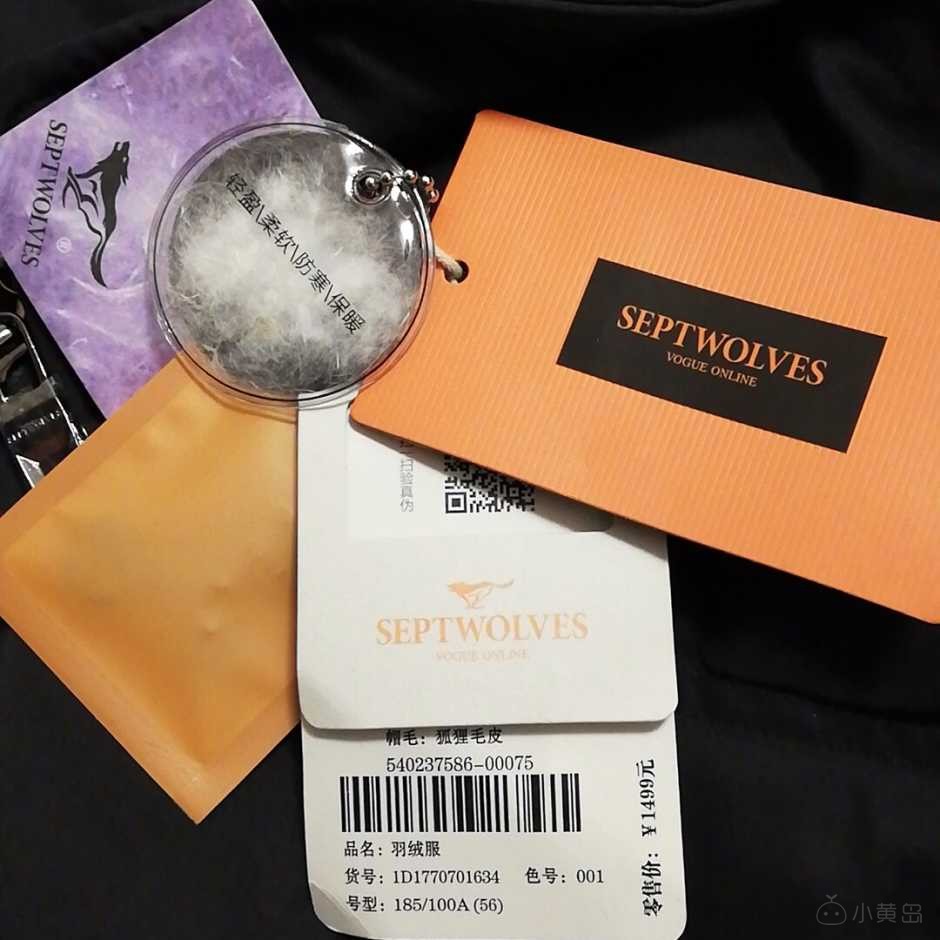 SEPTWOLVES
®
轻盈\柔软\防寒\保暖
SEPTWOLVES
VOGUE ONLINE
扫验真伪
SEPTWOLVES
VOGUE ONLINE
帽毛：狐狸毛皮
540237586-00075
品名：羽绒服
货号：1D1770701634 色号：001
号型：185/100A (56)
零售价：¥1499元
小黄岛